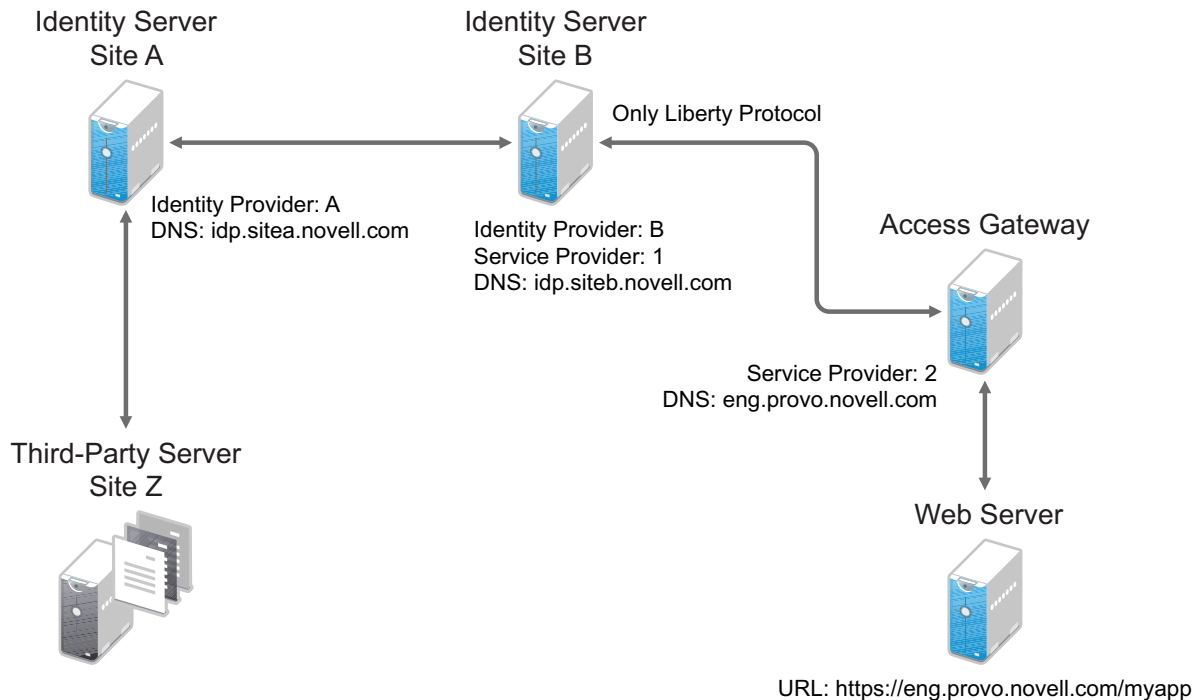 Identity Server
Site A
Identity Server
Site B
Only Liberty Protocol
Identity Provider: A
DNS: idp.sitea.novell.com
Identity Provider: B
Service Provider: 1
DNS: idp.siteb.novell.com
Access Gateway
Service Provider: 2
DNS: eng.provo.novell.com
Third-Party Server
Site Z
Web Server
URL: https://eng.provo.novell.com/myapp